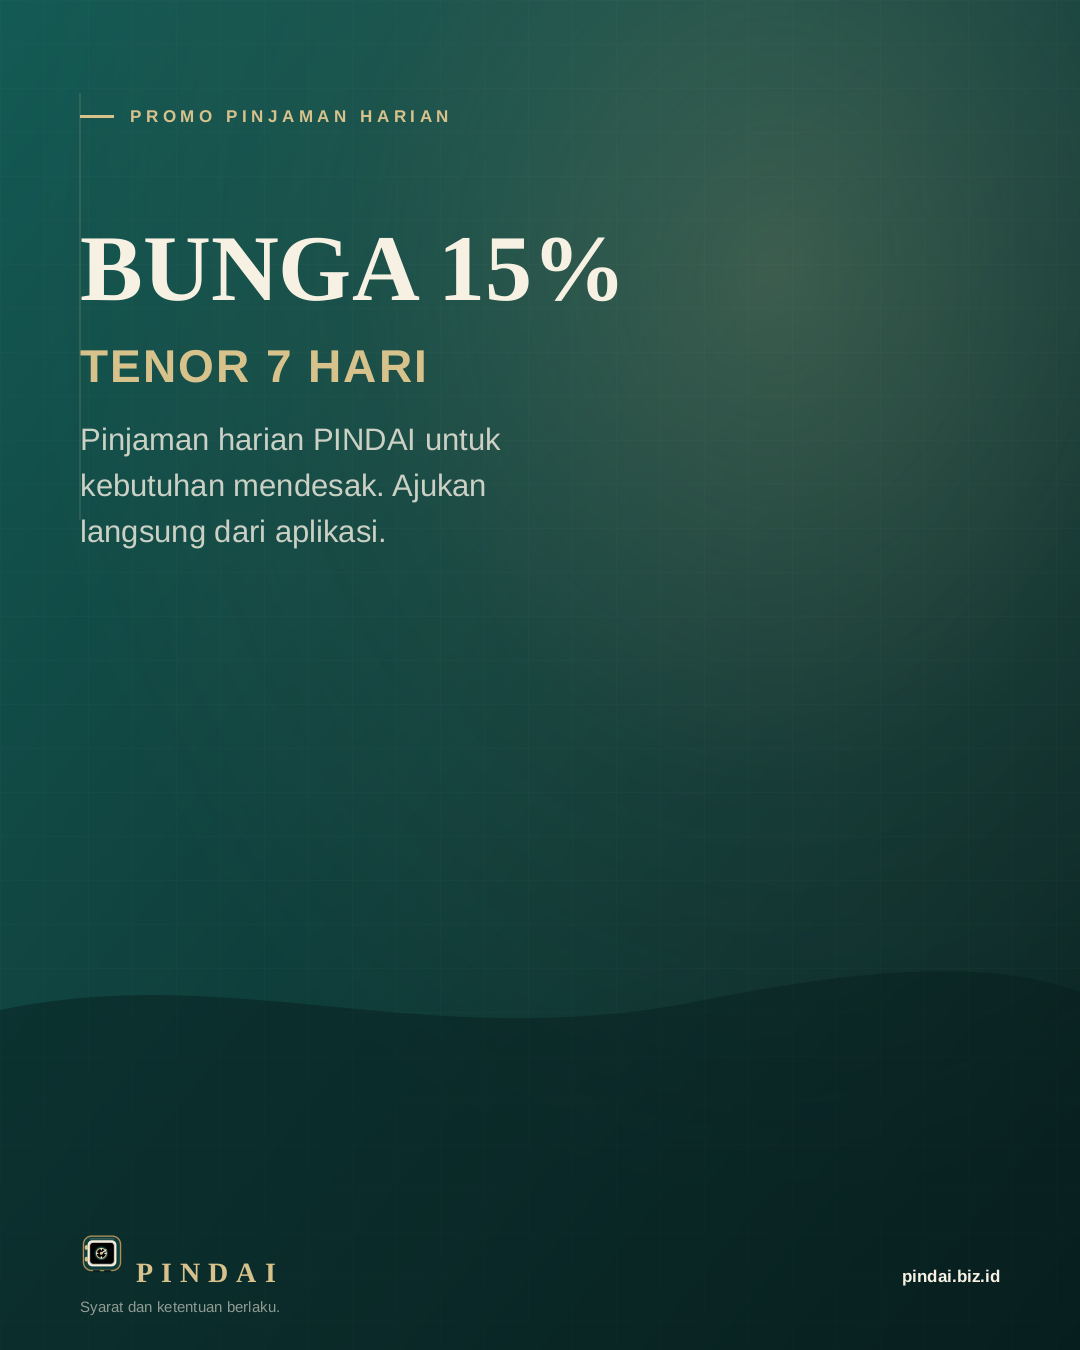 PROMO PINJAMAN HARIAN
BUNGA 15%
TENOR 7 HARI
Pinjaman harian PINDAI untuk
kebutuhan mendesak. Ajukan
langsung dari aplikasi.
PINDAI
pindai.biz.id
Syarat dan ketentuan berlaku.